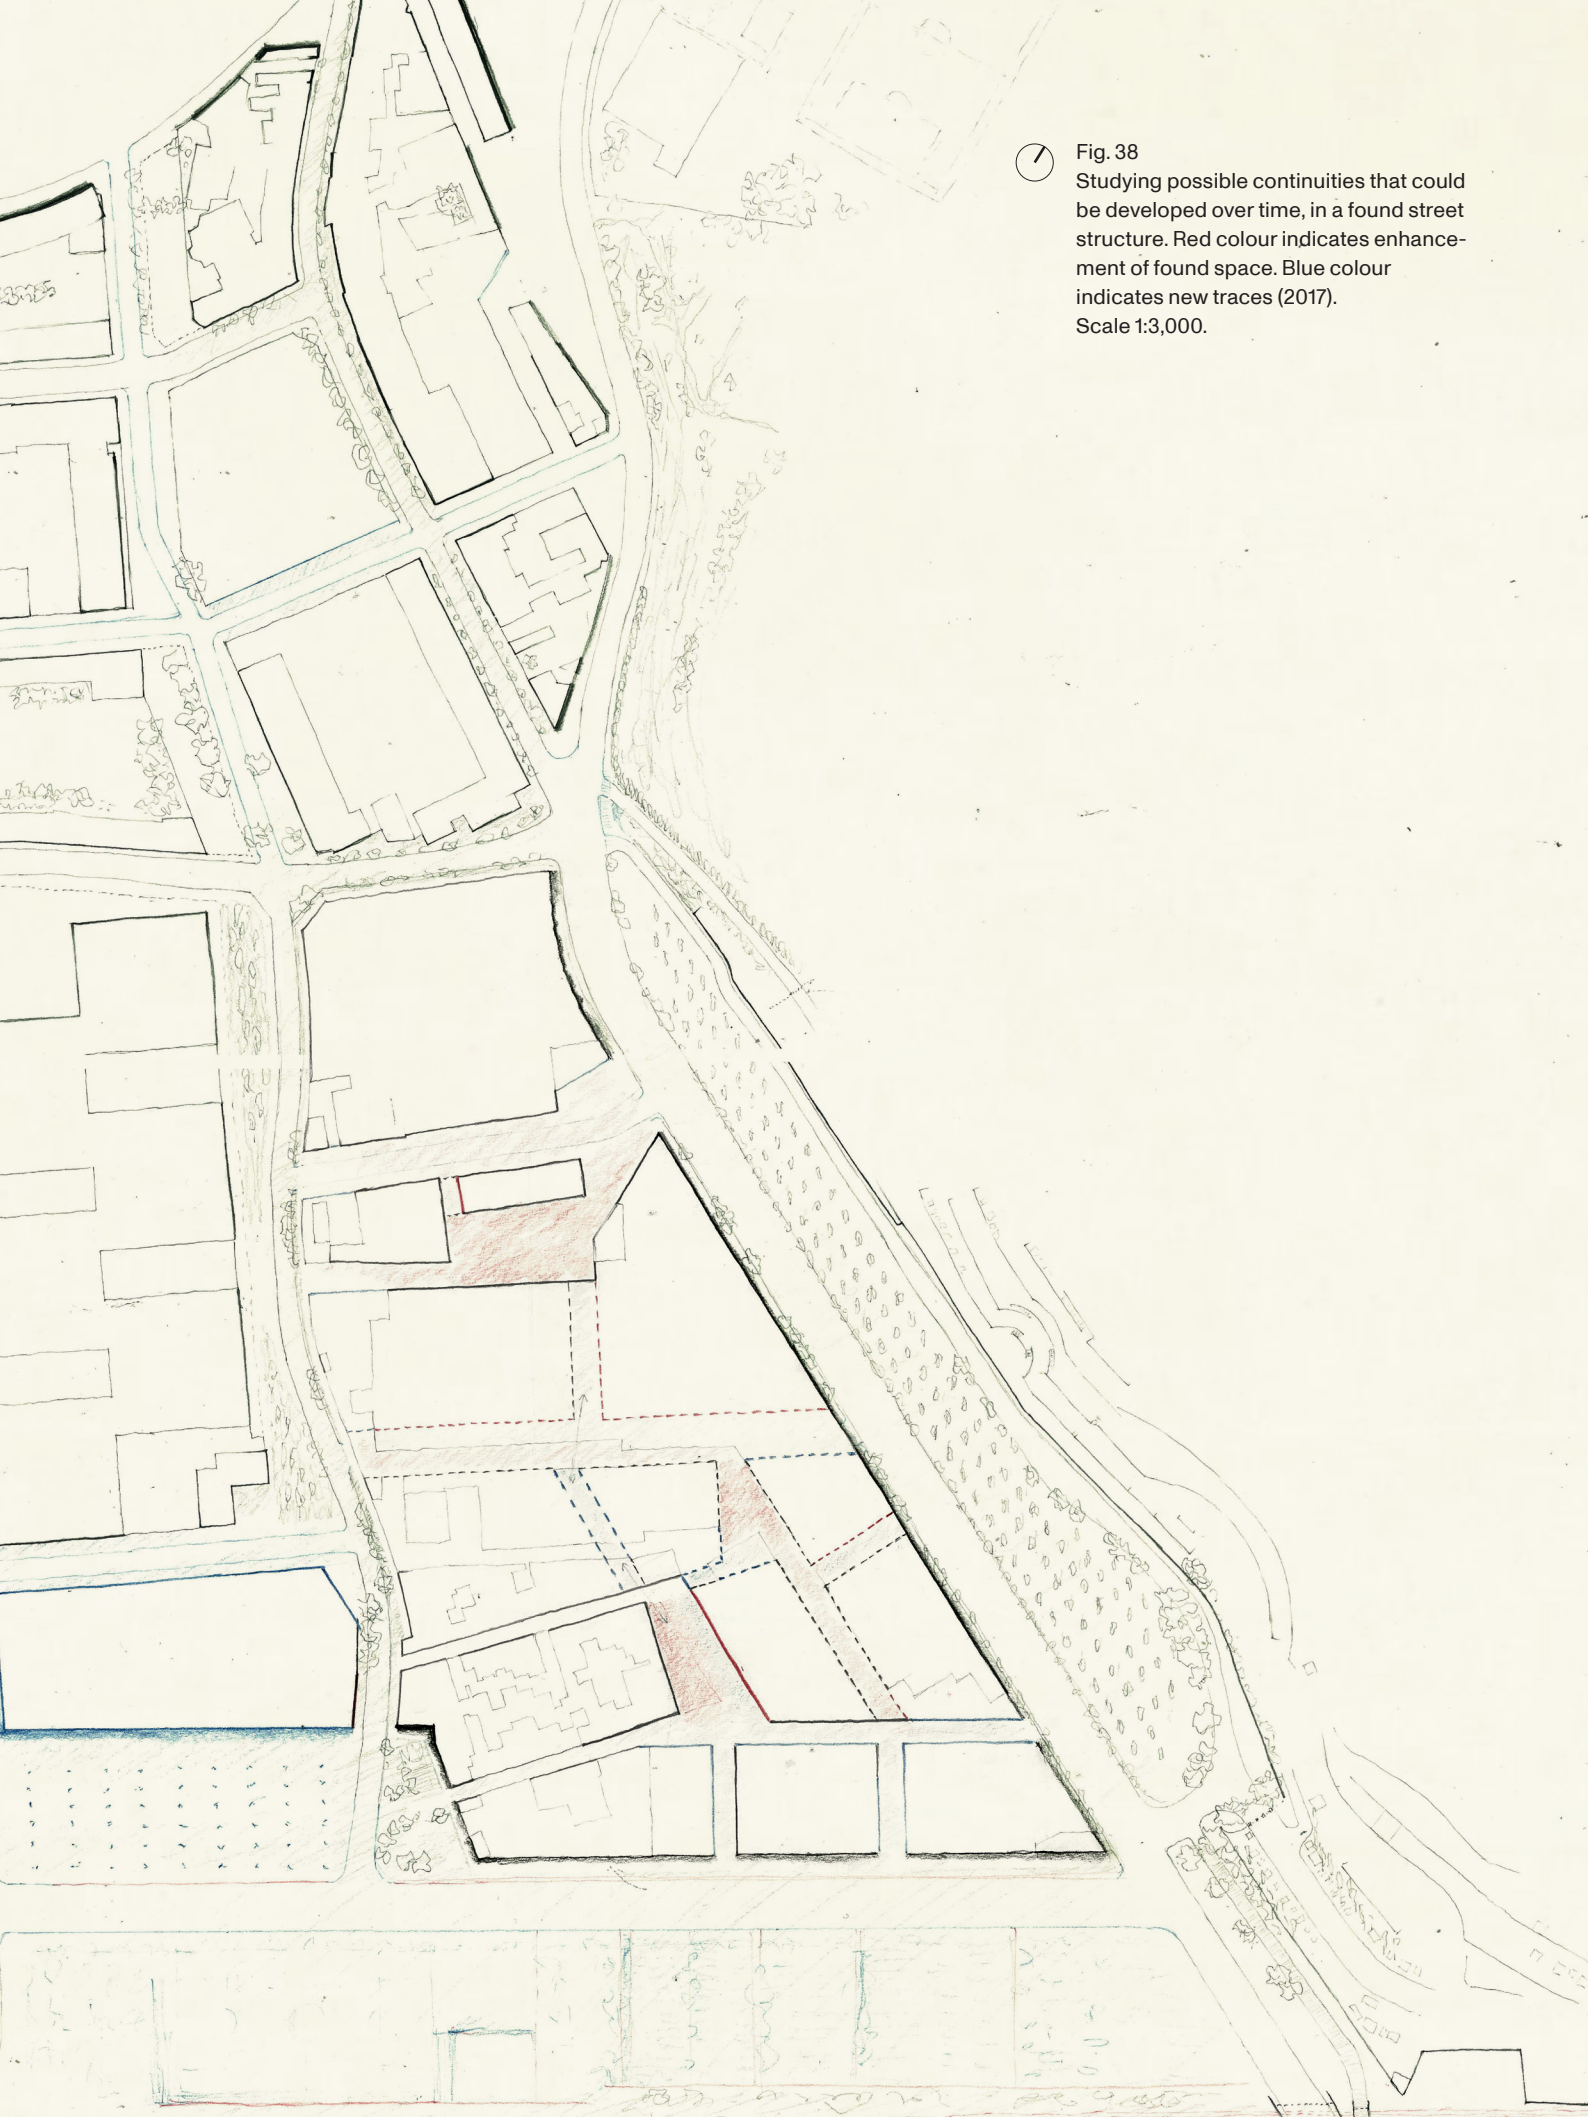 Fig. 38
Studying possible continuities that could
be developed over time, in a found street
structure. Red colour indicates enhance-
ment of found space. Blue colour
indicates new traces (2017).
Scale 1:3,000.